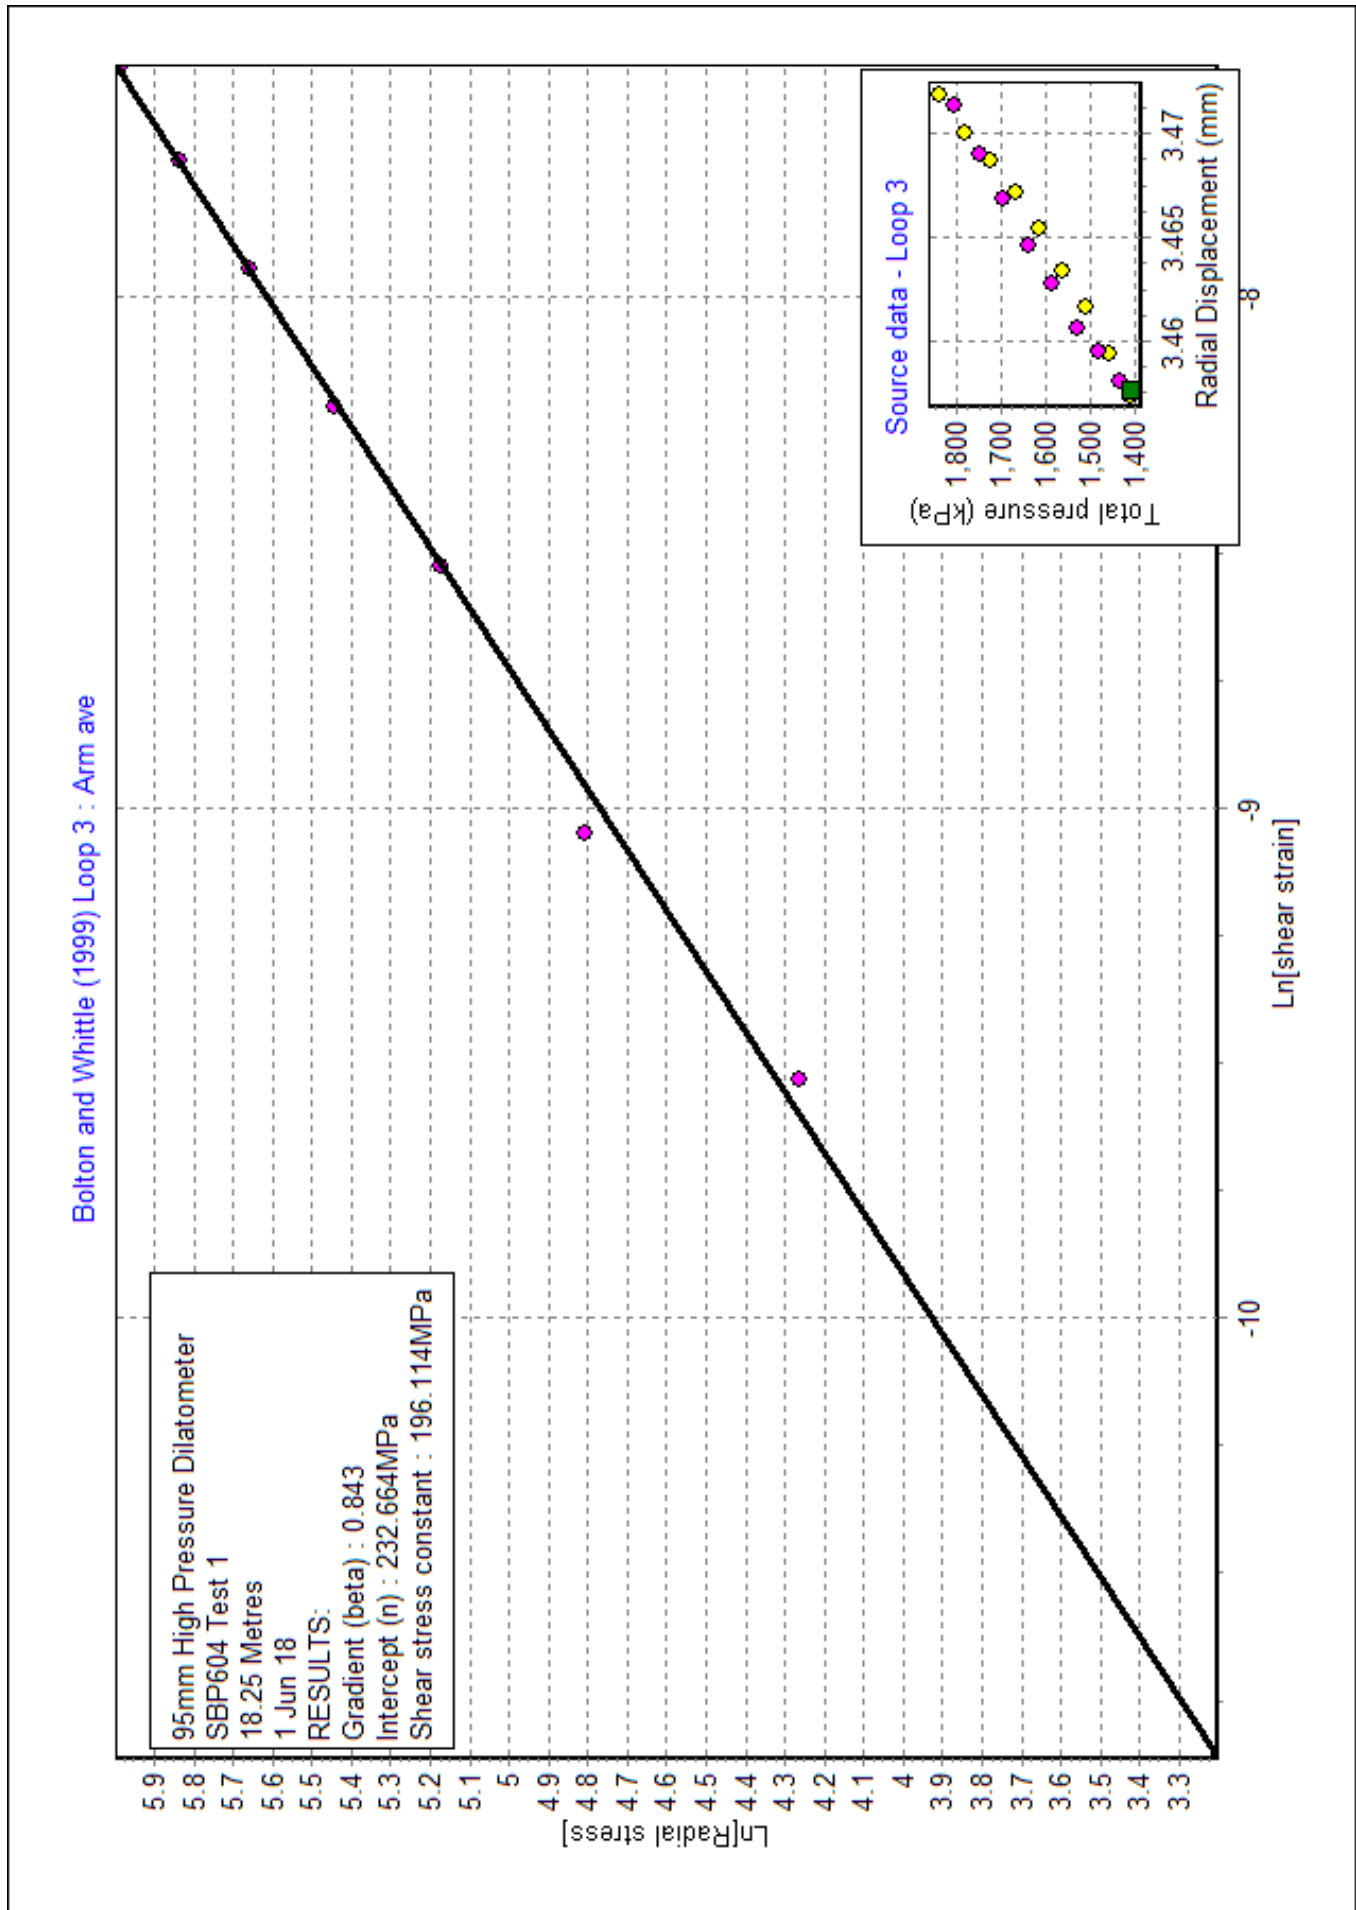 Bolton and Whittle (1999) Loop 3 : Arm ave
95mm High Pressure Dilatometer
SBP604 Test 1
18.25 Metres
1 Jun 18
RESULTS:
Gradient (beta) : 0.843
Intercept (n) : 232.664MPa
Shear stress constant : 196.114MPa
Ln[Radial stress]
5.9
5.8
5.7
5.6
5.5
5.4
5.3
5.2
5.1
5
4.9
4.8
4.7
4.6
4.5
4.4
4.3
4.2
4.1
4
3.9
3.8
3.7
3.6
3.5
3.4
3.3
-10
-9
-8
Ln[shear strain]
Source data - Loop 3
Total pressure (kPa)
1,800
1,700
1,600
1,500
1,400
3.46
3.465
3.47
Radial Displacement (mm)